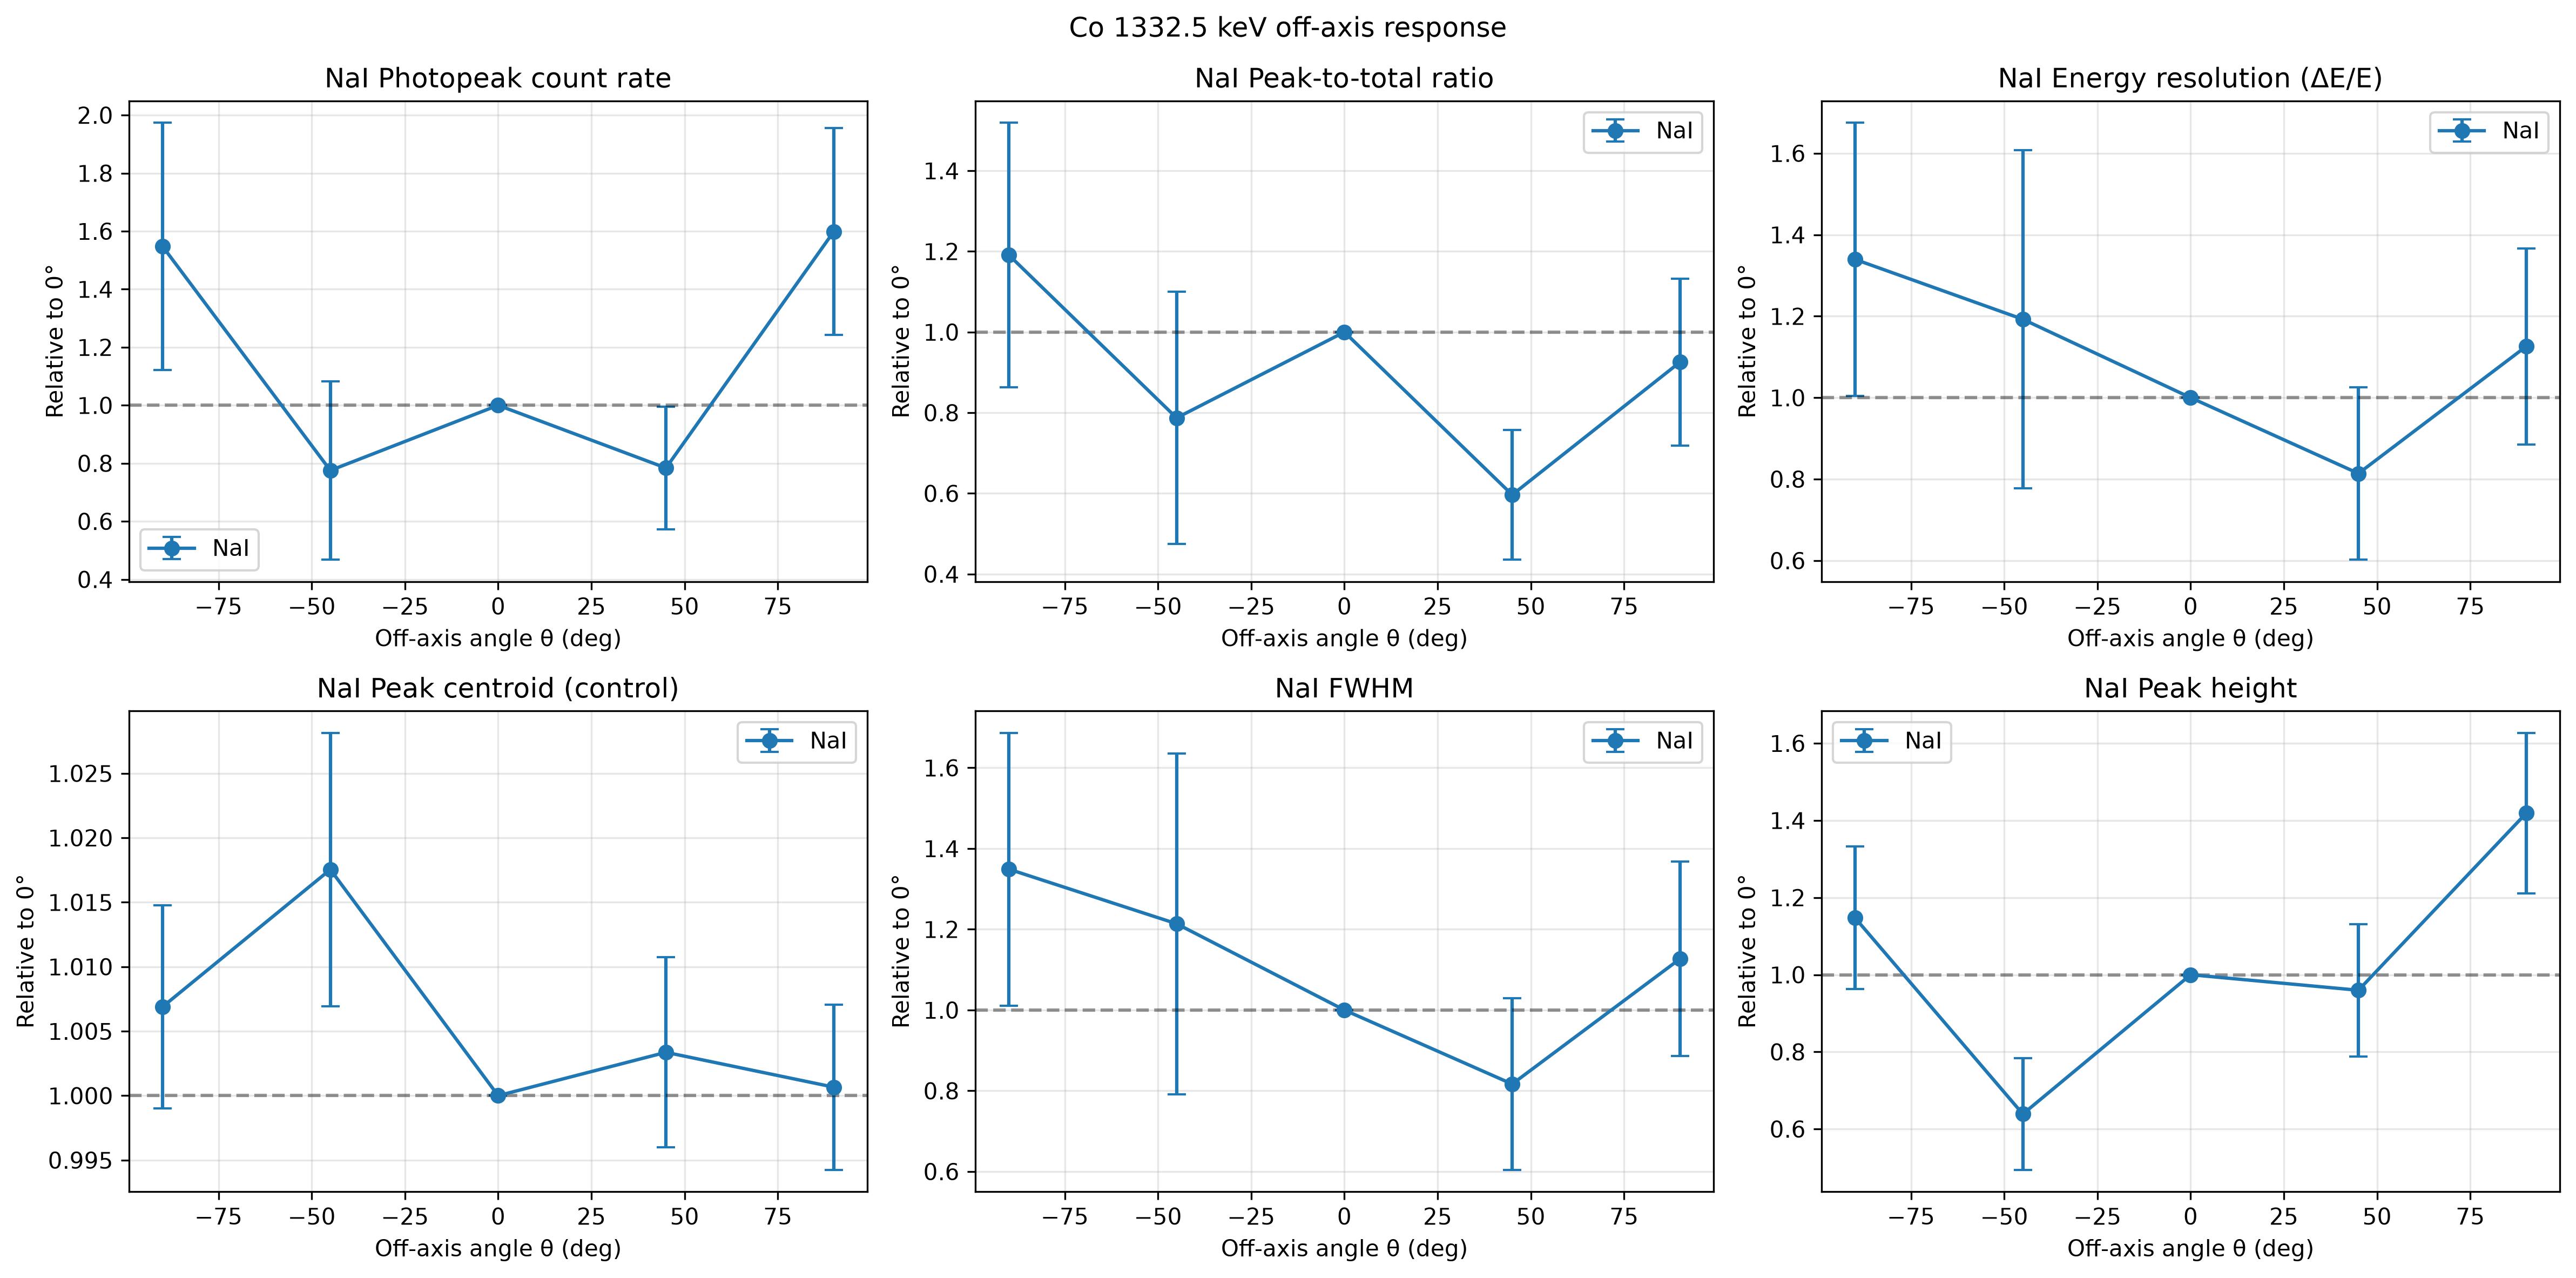 Co 1332.5 keV off-axis response
NaI Photopeak count rate
Relative to 0°
2.0
1.8
1.6
1.4
1.2
1.0
0.8
0.6
0.4
NaI
−75 −50 −25 0 25 50 75
Off-axis angle θ (deg)
NaI Peak-to-total ratio
Relative to 0°
1.4
1.2
1.0
0.8
0.6
0.4
NaI
−75 −50 −25 0 25 50 75
Off-axis angle θ (deg)
NaI Energy resolution (ΔE/E)
Relative to 0°
1.6
1.4
1.2
1.0
0.8
0.6
NaI
−75 −50 −25 0 25 50 75
Off-axis angle θ (deg)
NaI Peak centroid (control)
Relative to 0°
1.025
1.020
1.015
1.010
1.005
1.000
0.995
NaI
−75 −50 −25 0 25 50 75
Off-axis angle θ (deg)
NaI FWHM
Relative to 0°
1.6
1.4
1.2
1.0
0.8
0.6
NaI
−75 −50 −25 0 25 50 75
Off-axis angle θ (deg)
NaI Peak height
Relative to 0°
1.6
1.4
1.2
1.0
0.8
0.6
NaI
−75 −50 −25 0 25 50 75
Off-axis angle θ (deg)